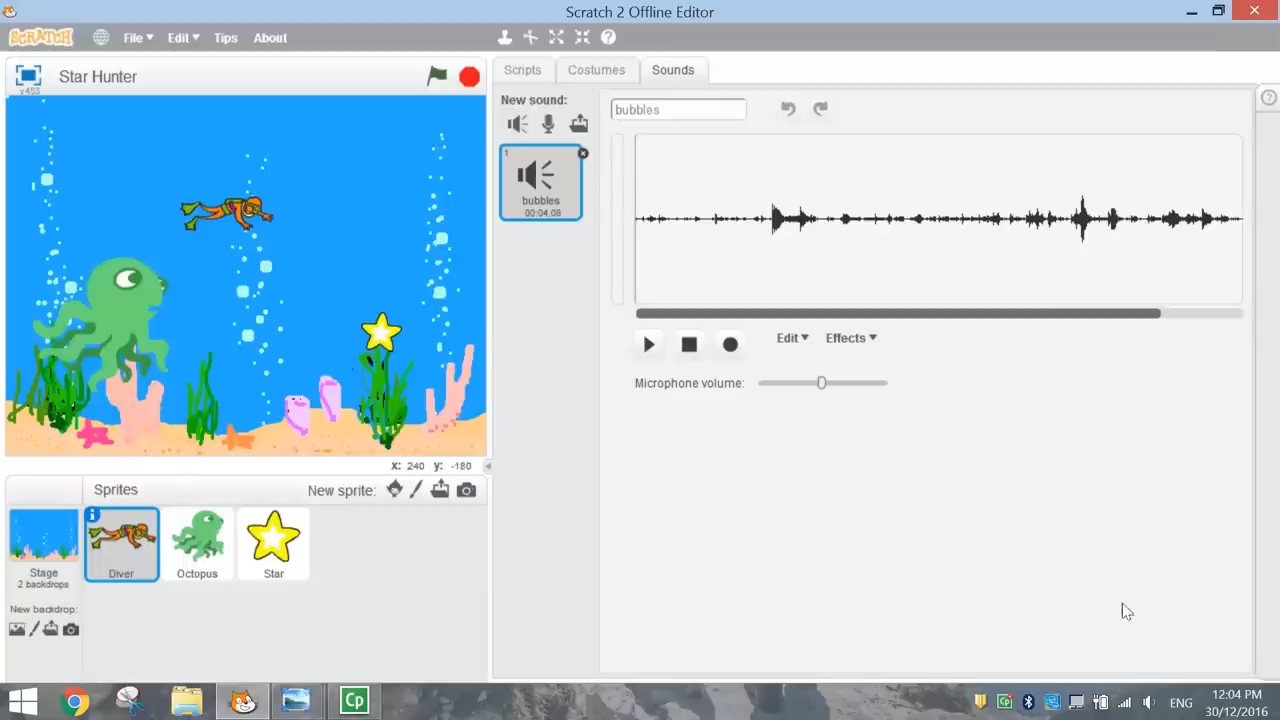 Scratch 2 Offline Editor
SCRATCH File Edit Tips About
v453 Star Hunter
Scripts Costumes Sounds
New sound:
bubbles
1
bubbles
00:04.08
Edit Effects
Microphone volume:
x: 240 y: -180
Sprites New sprite:
Stage
2 backdrops
New backdrop:
Diver Octopus Star
Cp
Cp ENG
12:04 PM
30/12/2016